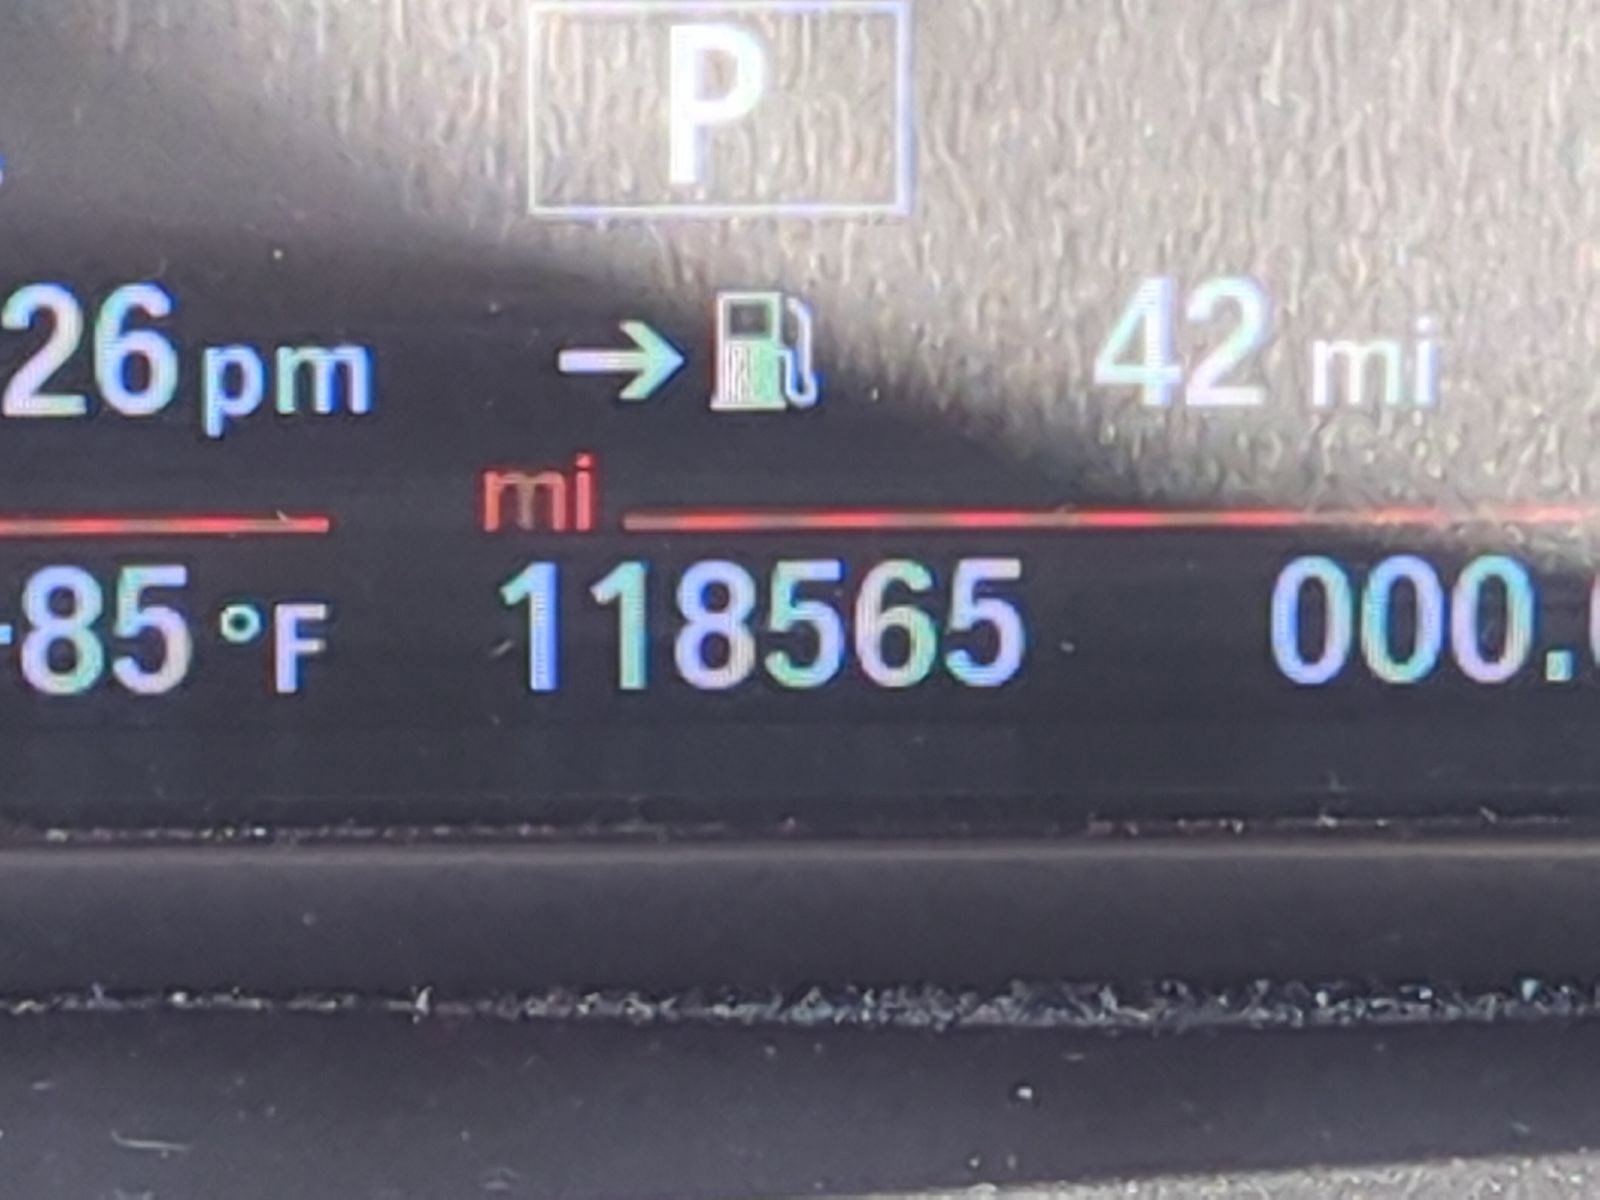 P
26 pm → 42 mi
mi
85 °F 118565 000.